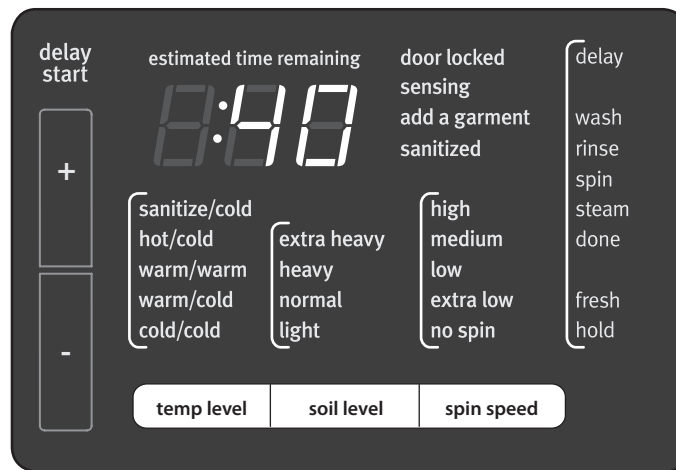 delay
start
+
-
estimated time remaining
:40
door locked
sensing
add a garment
sanitized
delay
wash
rinse
spin
steam
done
fresh
hold
sanitize/cold
hot/cold
warm/warm
warm/cold
cold/cold
extra heavy
heavy
normal
light
high
medium
low
extra low
no spin
temp level
soil level
spin speed